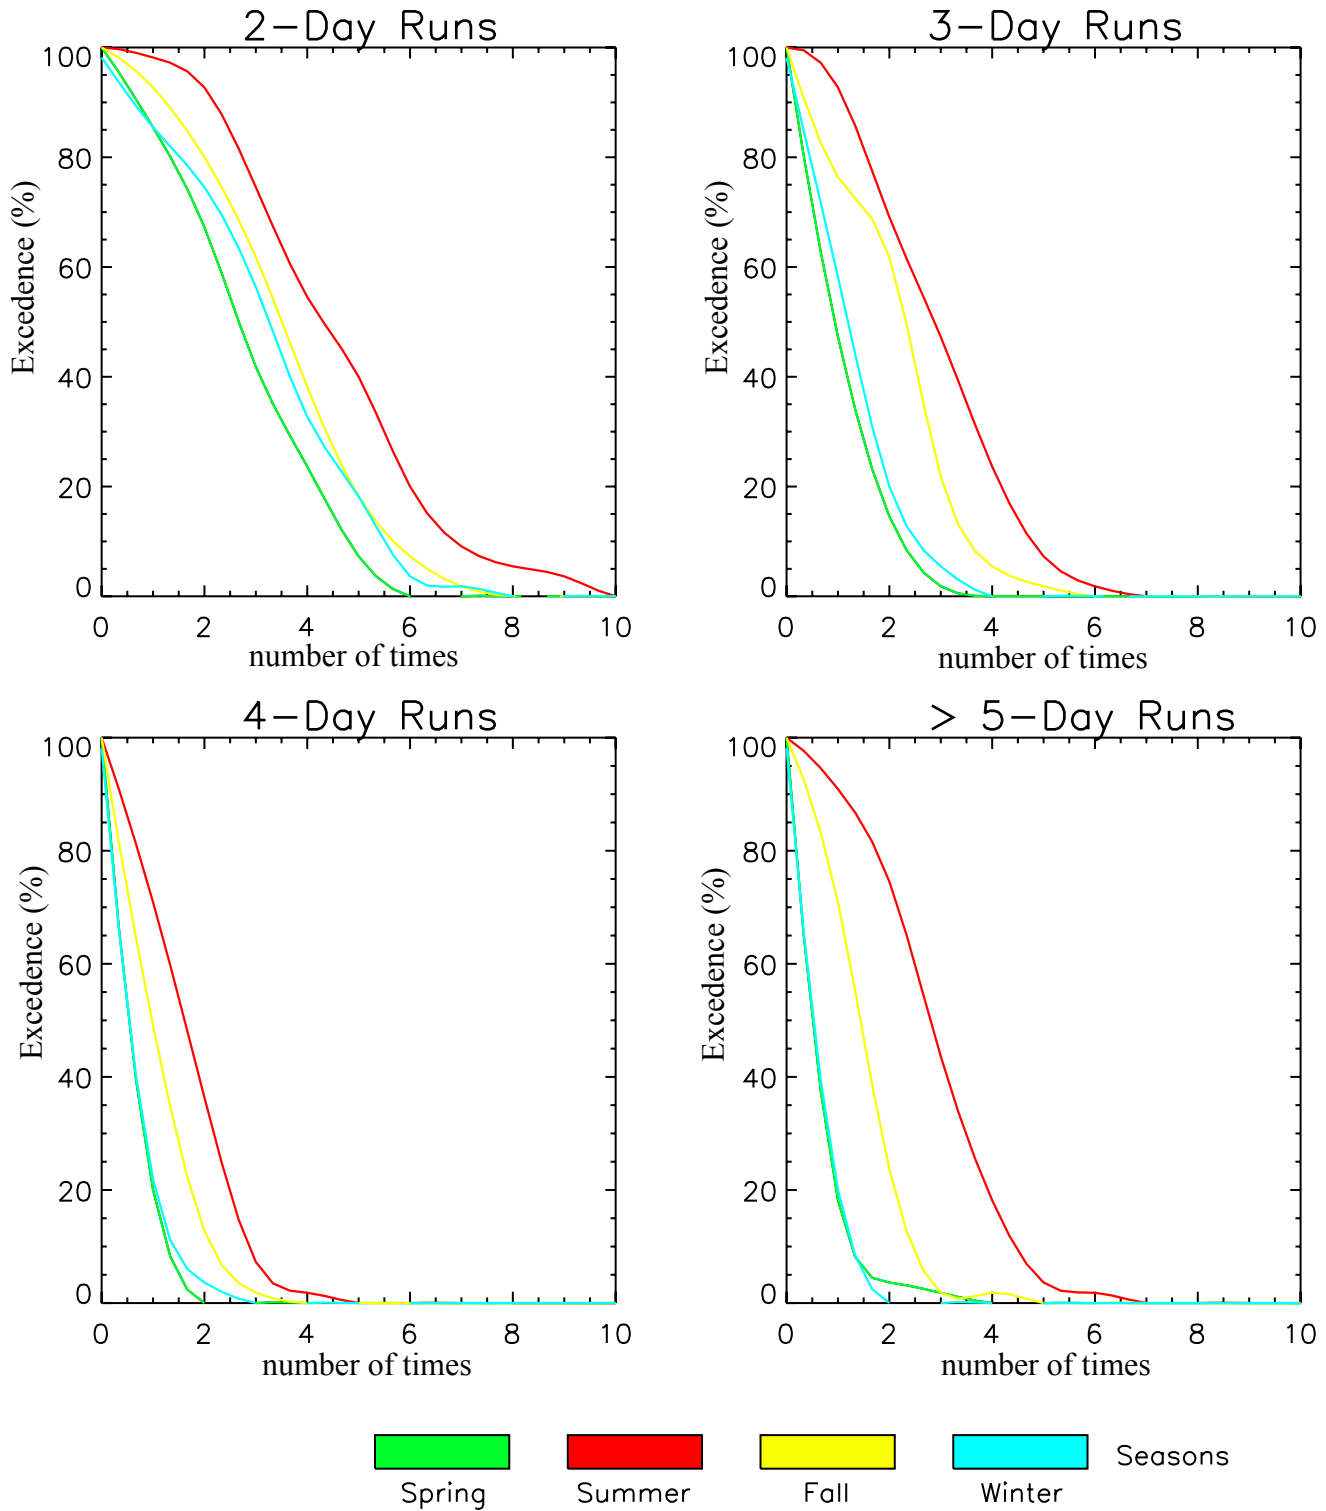 2-Day Runs
3-Day Runs
100
80
60
40
20
0
Excedence (%)
0 2 4 6 8 10
number of times
100
80
60
40
20
0
Excedence (%)
0 2 4 6 8 10
number of times
4-Day Runs
> 5-Day Runs
100
80
60
40
20
0
Excedence (%)
0 2 4 6 8 10
number of times
100
80
60
40
20
0
Excedence (%)
0 2 4 6 8 10
number of times
Seasons
Spring Summer Fall Winter